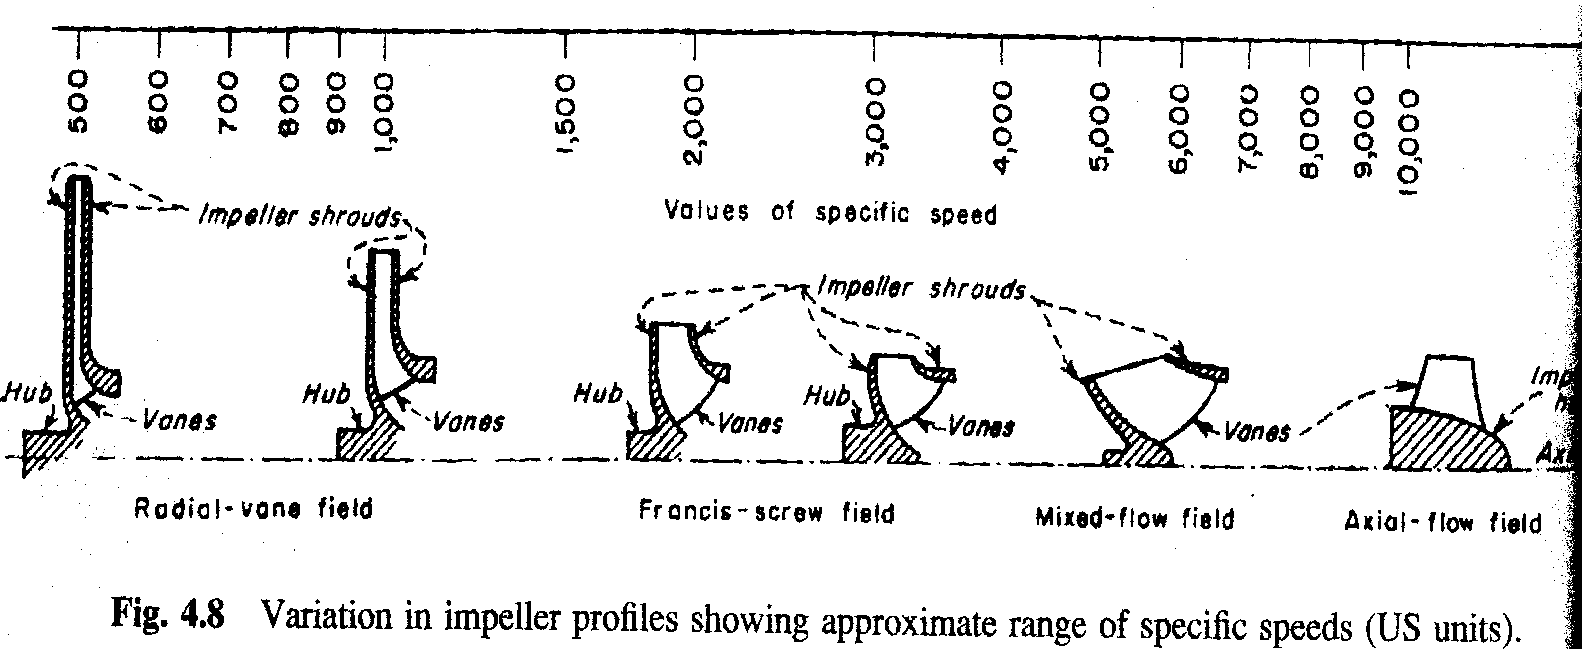 500 600 700 800 900 1,000 1,500 2,000 3,000 4,000 5,000 6,000 7,000 8,000 9,000 10,000
Values of specific speed
Impeller shrouds
Impeller shrouds
Hub
Vanes
Hub
Vanes
Hub
Vanes
Hub
Vanes
Vanes
Radial-vane field
Francis-screw field
Mixed-flow field
Axial-flow field
Fig. 4.8 Variation in impeller profiles showing approximate range of specific speeds (US units).